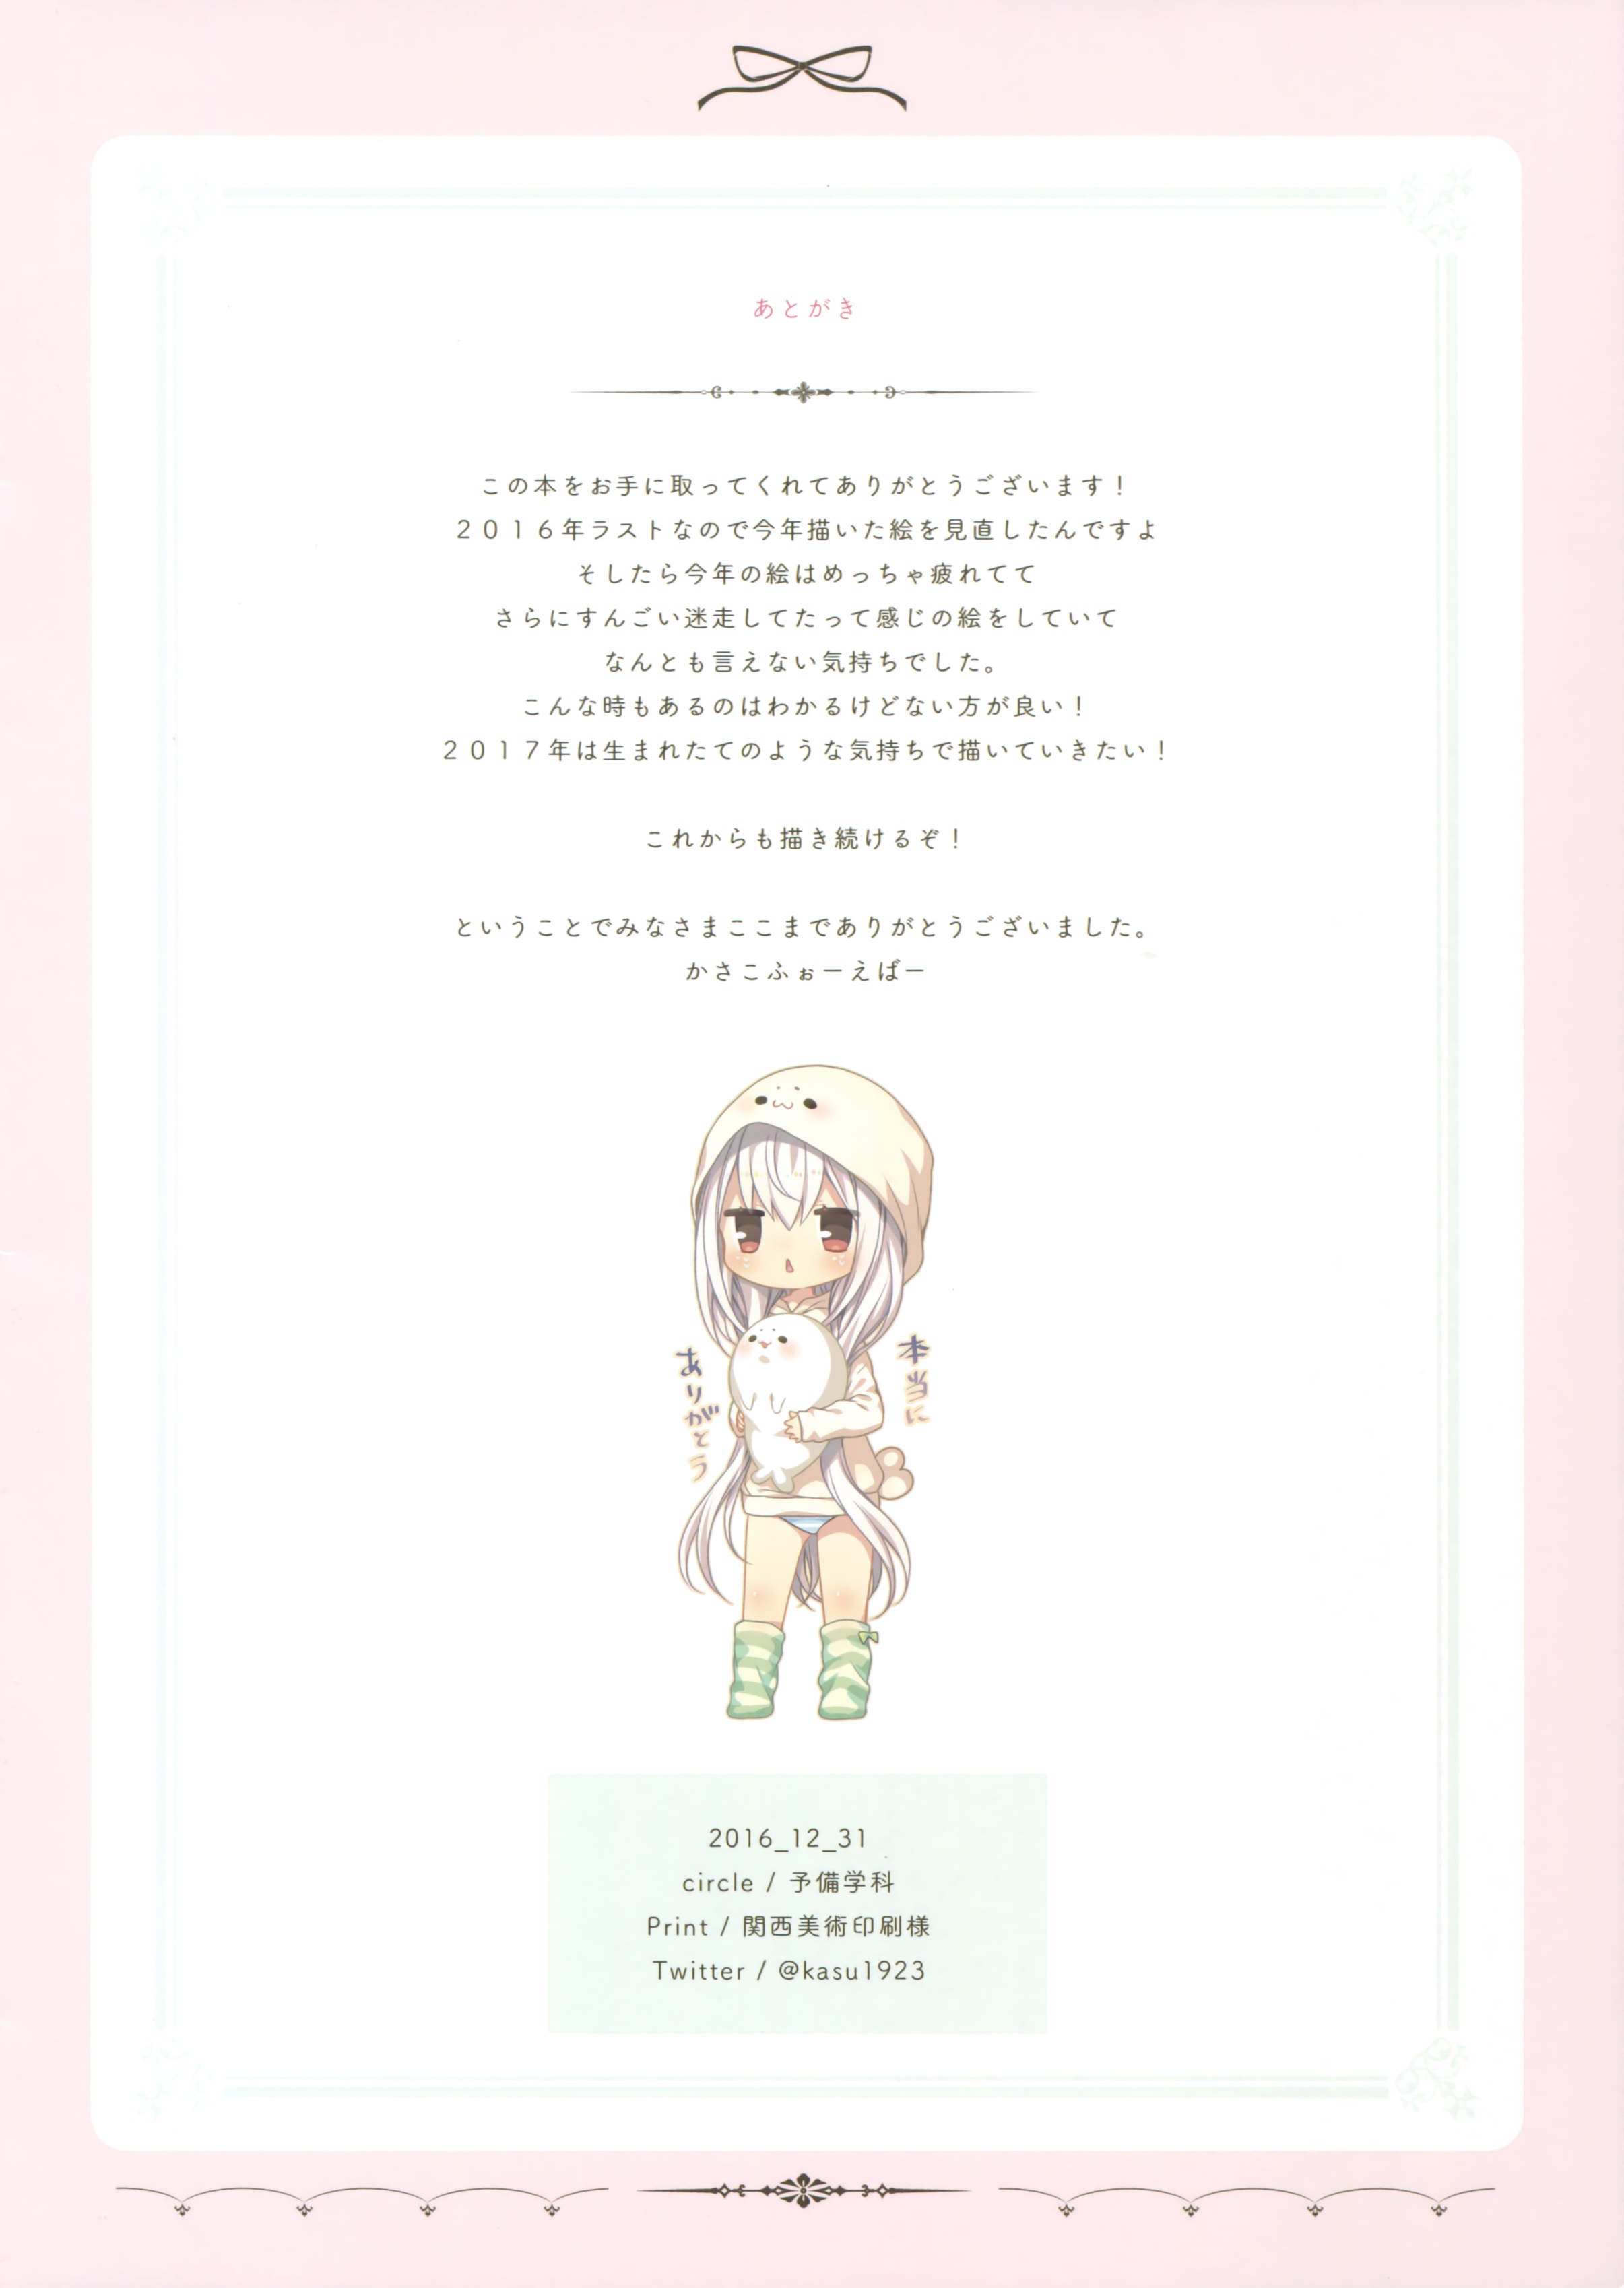 あとがき
この本をお手に取ってくれてありがとうございます！
２０１６年ラストなので今年描いた絵を見直したんですよ
そしたら今年の絵はめっちゃ疲れてて
さらにすんごい迷走してたって感じの絵をしていて
なんとも言えない気持ちでした。
こんな時もあるのはわかるけどない方が良い！
２０１７年は生まれたてのような気持ちで描いていきたい！
これからも描き続けるぞ！
ということでみなさまここまでありがとうございました。
かさこふぉーえばー
本当に
ありがとう
2016_12_31
circle / 予備学科
Print / 関西美術印刷様
Twitter / @kasu1923